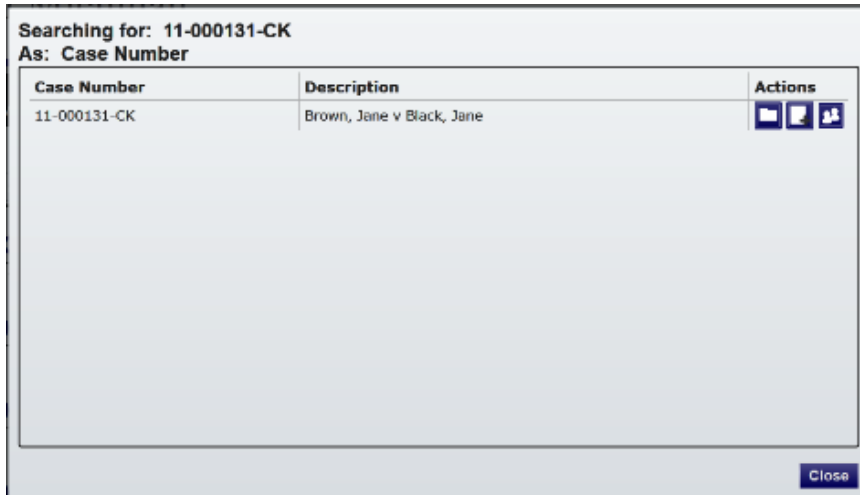 Searching for: 11-000131-CK
As: Case Number
Case Number Description Actions
11-000131-CK Brown, Jane v Black, Jane
Close